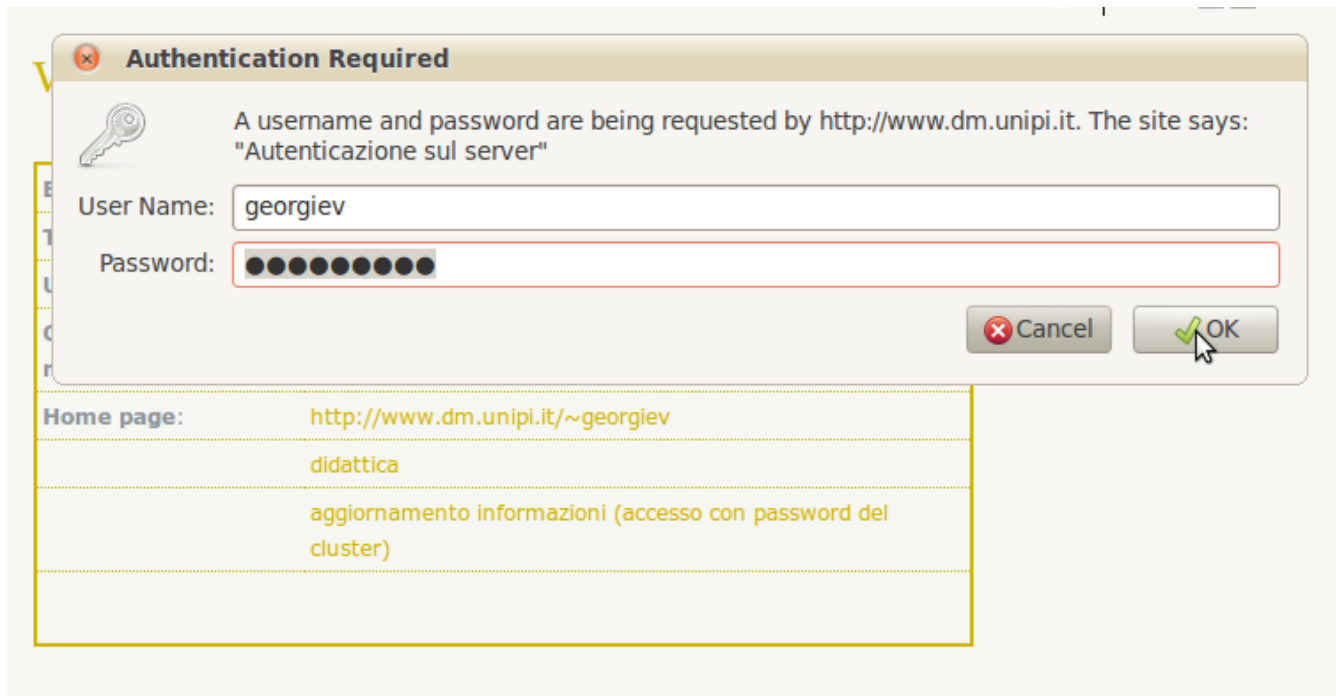 Authentication Required
A username and password are being requested by http://www.dm.unipi.it. The site says:
"Autenticazione sul server"
User Name: georgiev
Password: ●●●●●●●●●
Cancel OK
Home page: http://www.dm.unipi.it/~georgiev
didattica
aggiornamento informazioni (accesso con password del
cluster)